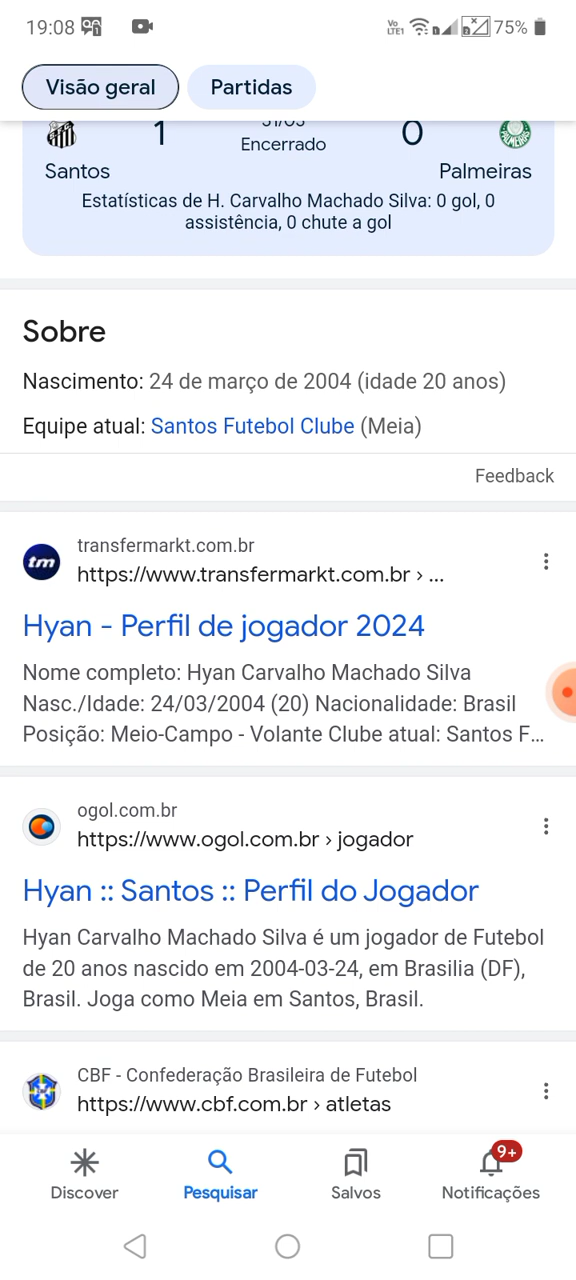 19:08
Vo
LTE1
75%
Visão geral
Partidas
1
31/03
0
Encerrado
Santos
Palmeiras
Estatísticas de H. Carvalho Machado Silva: 0 gol, 0
assistência, 0 chute a gol
Sobre
Nascimento: 24 de março de 2004 (idade 20 anos)
Equipe atual: Santos Futebol Clube (Meia)
Feedback
tm
transfermarkt.com.br
https://www.transfermarkt.com.br › ...
Hyan - Perfil de jogador 2024
Nome completo: Hyan Carvalho Machado Silva
Nasc./Idade: 24/03/2004 (20) Nacionalidade: Brasil
Posição: Meio-Campo - Volante Clube atual: Santos F...
ogol.com.br
https://www.ogol.com.br › jogador
Hyan :: Santos :: Perfil do Jogador
Hyan Carvalho Machado Silva é um jogador de Futebol
de 20 anos nascido em 2004-03-24, em Brasilia (DF),
Brasil. Joga como Meia em Santos, Brasil.
CBF - Confederação Brasileira de Futebol
https://www.cbf.com.br › atletas
9+
Discover
Pesquisar
Salvos
Notificações